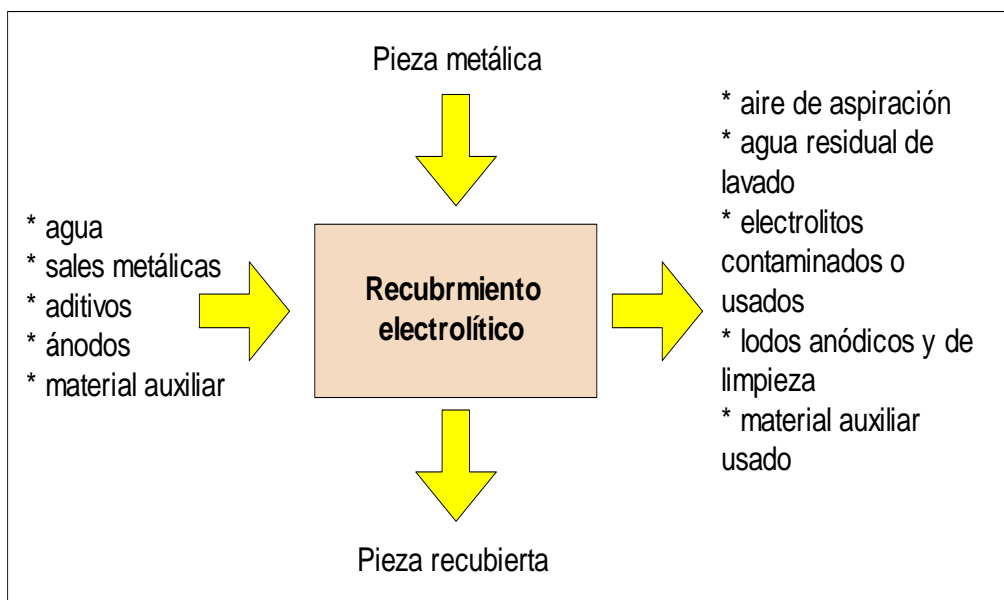 Pieza metálica
* agua
* sales metálicas
* aditivos
* ánodos
* material auxiliar
Recubrmiento
electrolítico
* aire de aspiración
* agua residual de
lavado
* electrolitos
contaminados o
usados
* lodos anódicos y de
limpieza
* material auxiliar
usado
Pieza recubierta